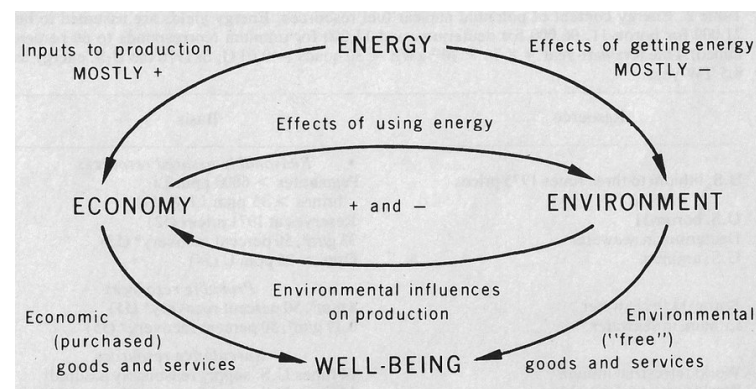 ENERGY
Inputs to production
MOSTLY +
Effects of getting energy
MOSTLY –
Effects of using energy
ECONOM
+ and –
ENVIRONMENT
Environmental influences
on production
Economic
(purchased)
goods and services
Environmental
("free")
goods and services
WELL-BEING